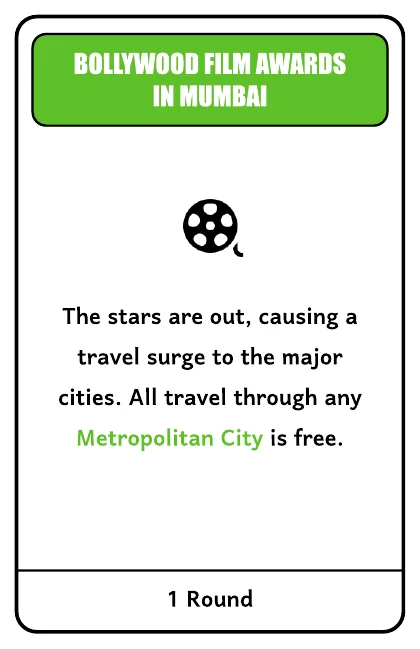 BOLLYWOOD FILM AWARDS
IN MUMBAI
The stars are out, causing a
travel surge to the major
cities. All travel through any
Metropolitan City is free.
1 Round